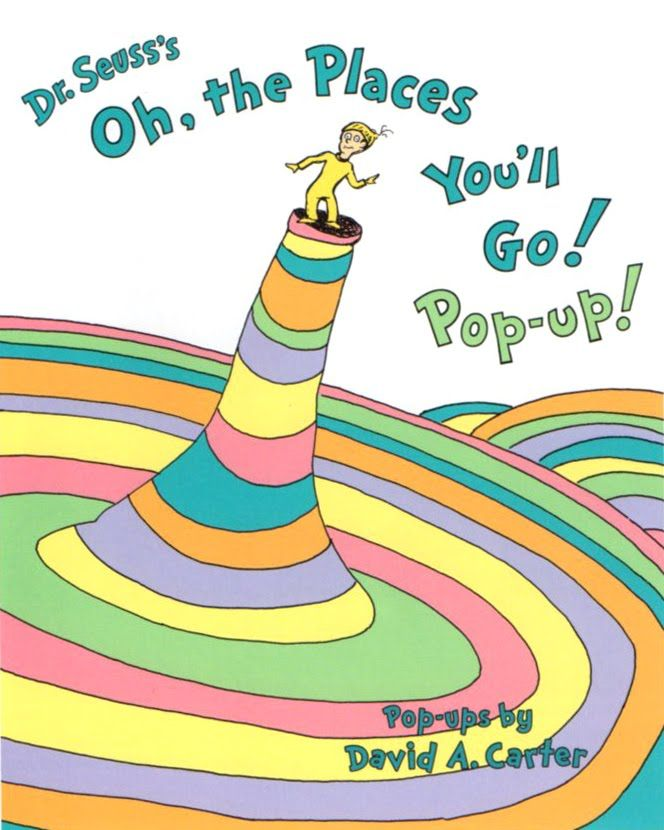 Dr. Seuss's
Oh, the Places
You'll
Go!
Pop-up!
Pop-ups by
David A. Carter